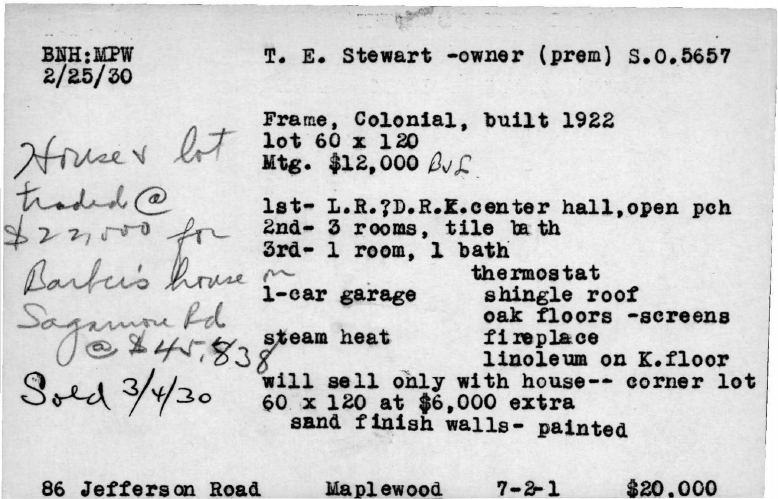 BNH:MPW T. E. Stewart -owner (prem) S.O.5657
2/25/30
Frame, Colonial, built 1922
lot 60 x 120
Mtg. $12,000 B&L
House & lot
traded @
$22,000 for
Barber's house on
Sagamore Rd
@ $45,838
Sold 3/4/30
1st- L.R.?D.R.K.center hall,open pch
2nd- 3 rooms, tile bath
3rd- 1 room, 1 bath
thermostat
1-car garage shingle roof
oak floors -screens
steam heat fireplace
linoleum on K.floor
will sell only with house-- corner lot
60 x 120 at $6,000 extra
sand finish walls- painted
86 Jefferson Road Maplewood 7-2-1 $20,000